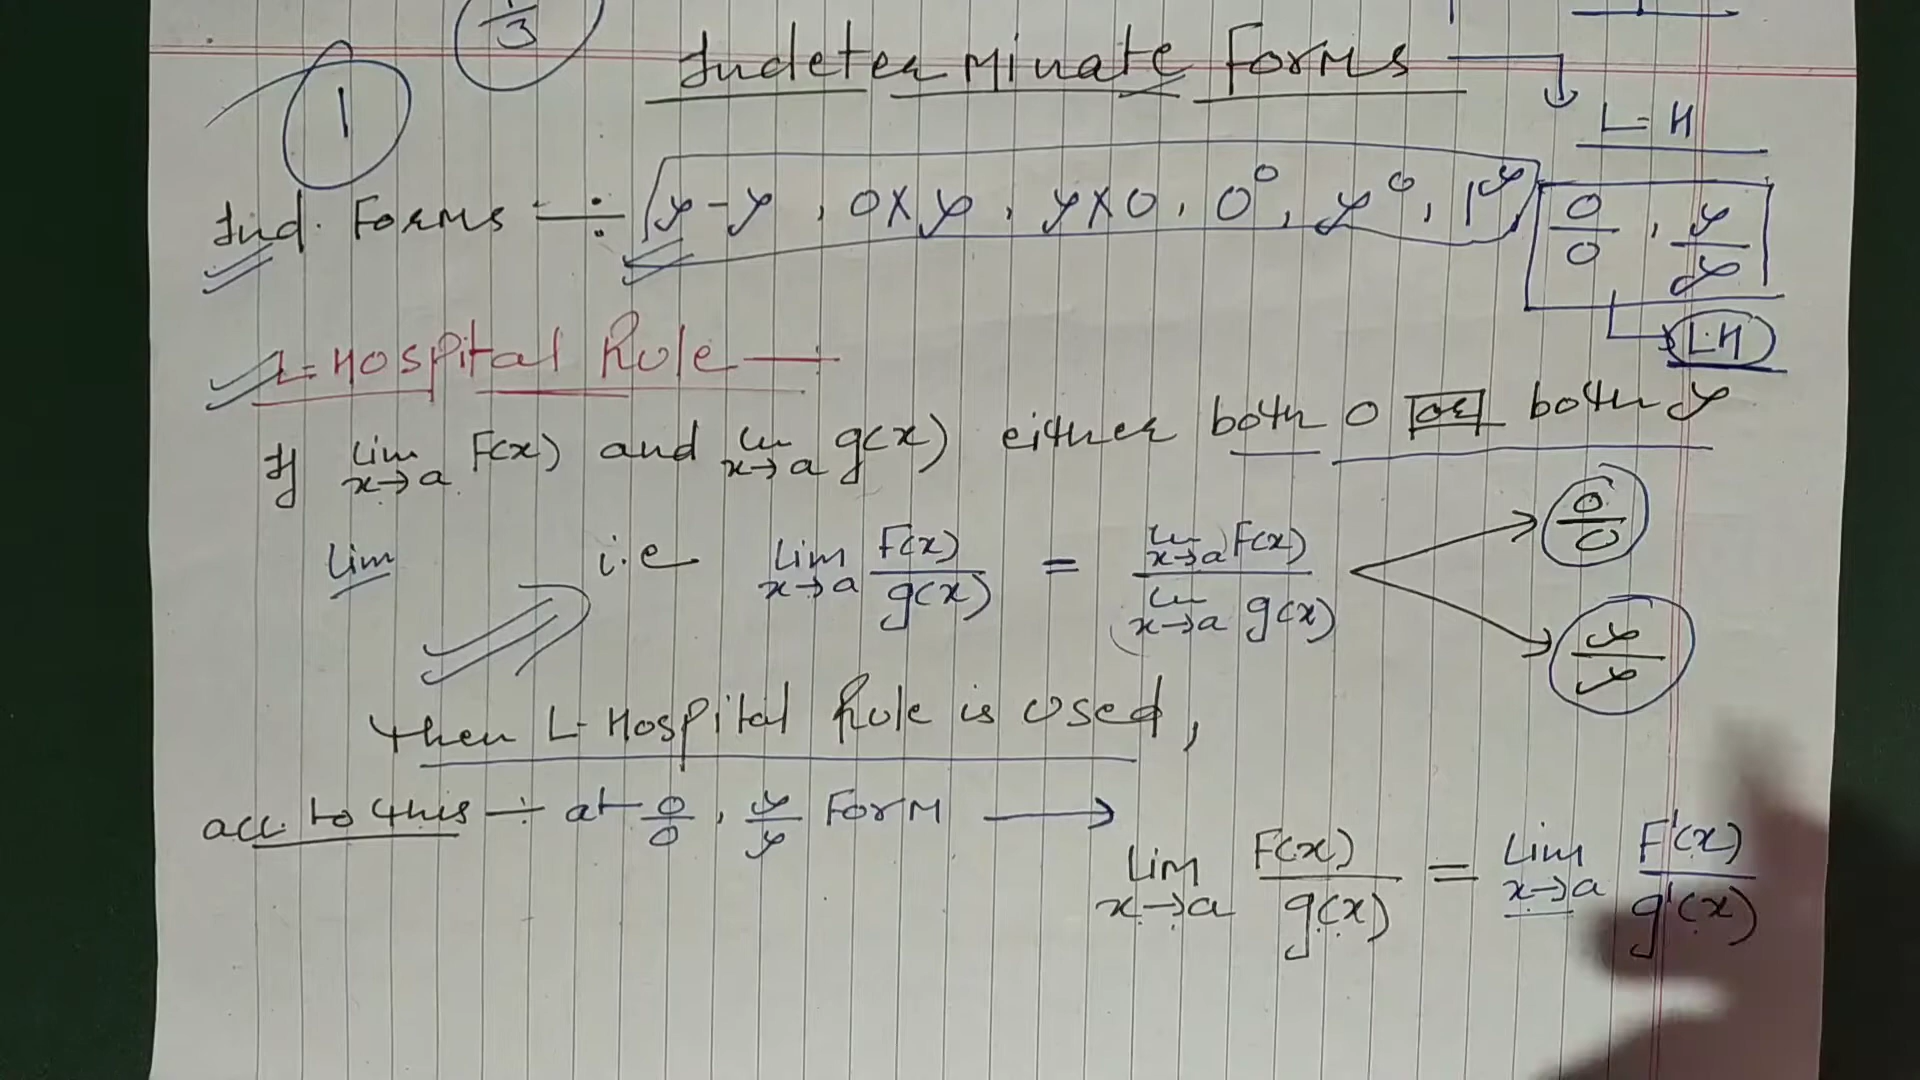 1/3
Indeterminate Forms
L-H
1
Ind. Forms ÷ ∞-∞, 0×∞, ∞×0, 0⁰, ∞⁰, 1^∞, 0/0, ∞/∞
L-H
L-Hospital Rule
If lim x→a F(x) and lim x→a g(x) either both 0 or both ∞
Lim i.e lim x→a F(x)/g(x) = lim x→a F(x) / lim x→a g(x) 0/0
∞/∞
then L-Hospital Rule is used,
acc. to this ÷ at 0/0, ∞/∞ Form →
lim x→a F(x)/g(x) = lim x→a F'(x)/g'(x)